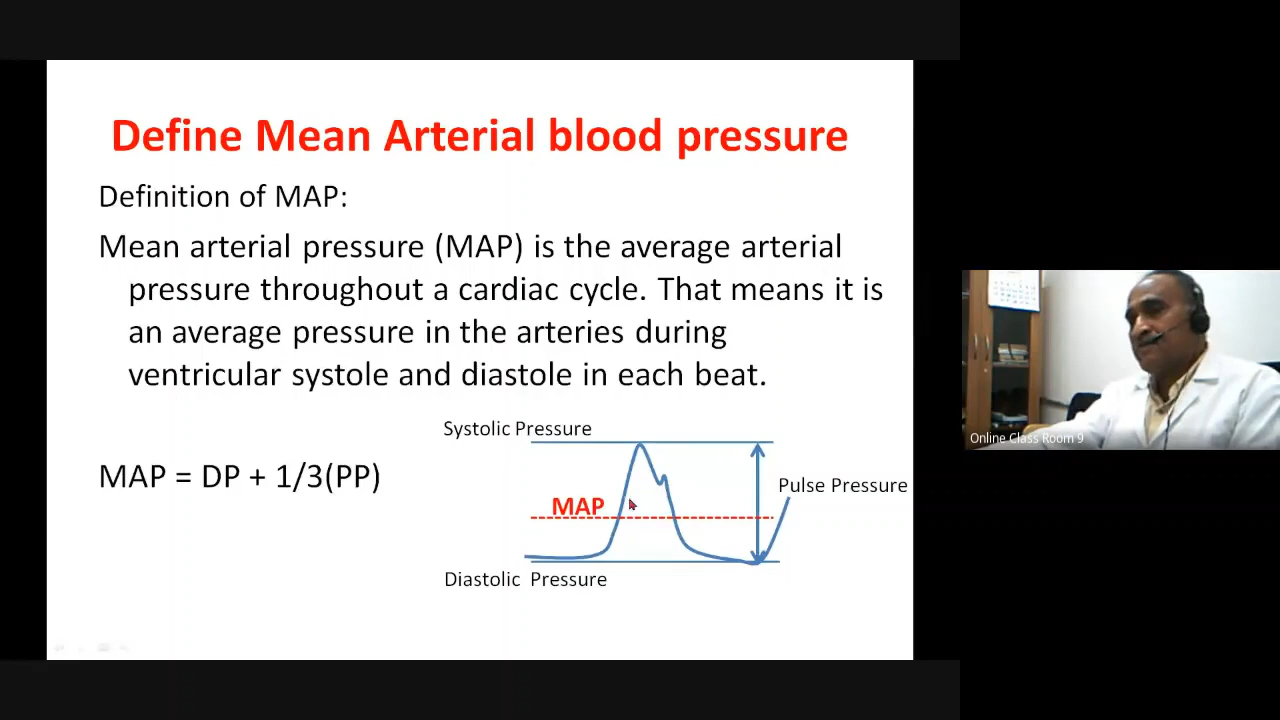 Define Mean Arterial blood pressure
Definition of MAP:
Mean arterial pressure (MAP) is the average arterial
pressure throughout a cardiac cycle. That means it is
an average pressure in the arteries during
ventricular systole and diastole in each beat.
Systolic Pressure
MAP = DP + 1/3(PP)
Pulse Pressure
MAP
Diastolic Pressure
Online Class Room 9